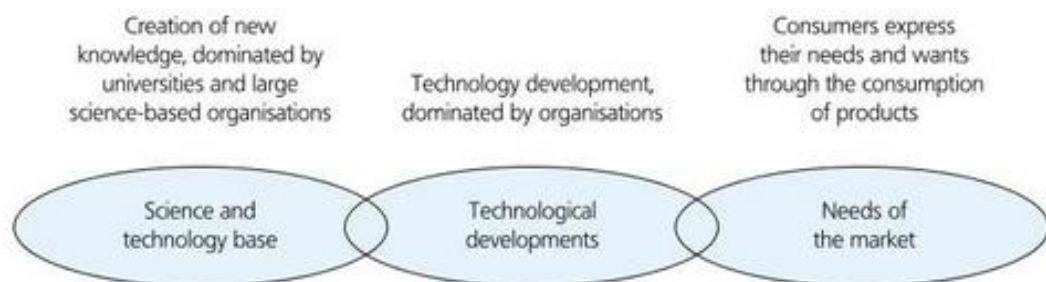 Creation of new
knowledge, dominated by
universities and large
science-based organisations
Technology development,
dominated by organisations
Consumers express
their needs and wants
through the consumption
of products
Science and
technology base
Technological
developments
Needs of
the market